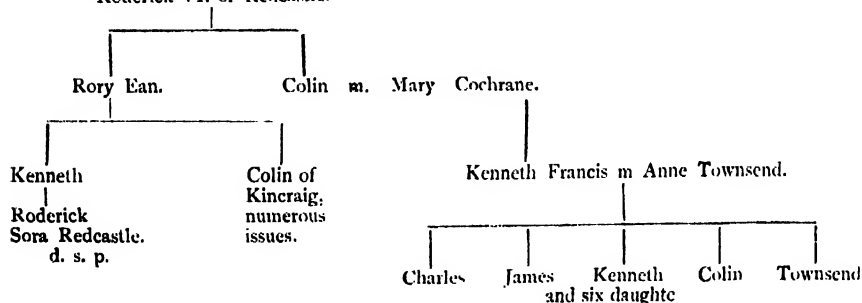 Rory Ean. Colin m. Mary Cochrane.
Kenneth Colin of Kenneth Francis m Anne Townsend.
Kincraig,
Roderick numerous
Sora Redcastle. issues.
d. s. p.
Charles James Kenneth Colin Townsend
and six daughte